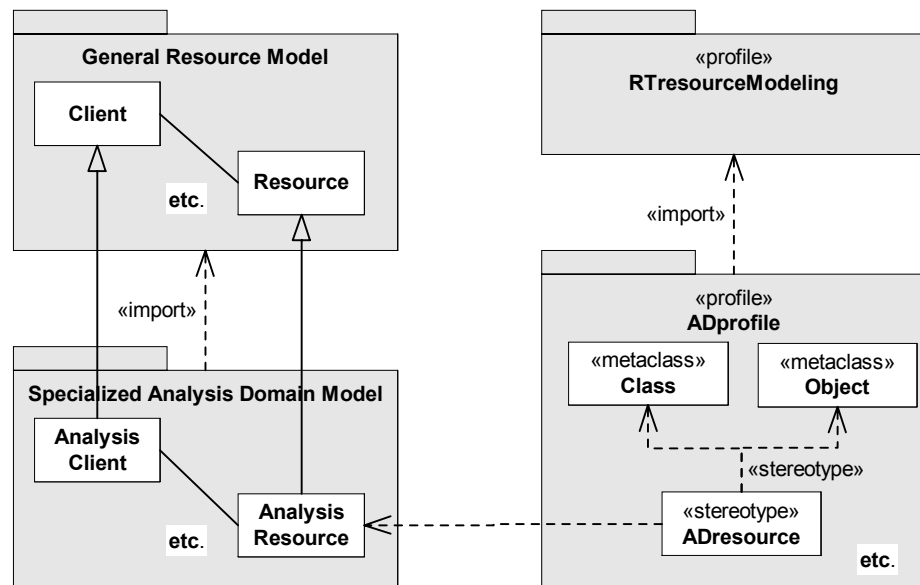 General Resource Model
Client
Resource
etc.
«import»
Specialized Analysis Domain Model
Analysis
Client
Analysis
Resource
etc.
«profile»
RTresourceModeling
«import»
«profile»
ADprofile
«metaclass»
Class
«metaclass»
Object
«stereotype»
«stereotype»
ADresource
etc.